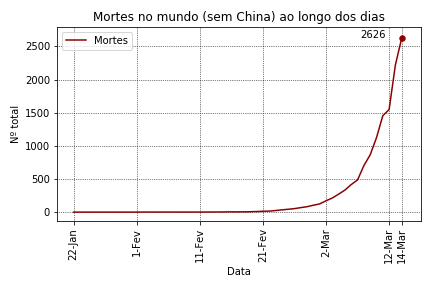 Mortes no mundo (sem China) ao longo dos dias
Mortes
2626
Nº total
2500
2000
1500
1000
500
0
22-Jan
1-Fev
11-Fev
21-Fev
2-Mar
12-Mar
14-Mar
Data